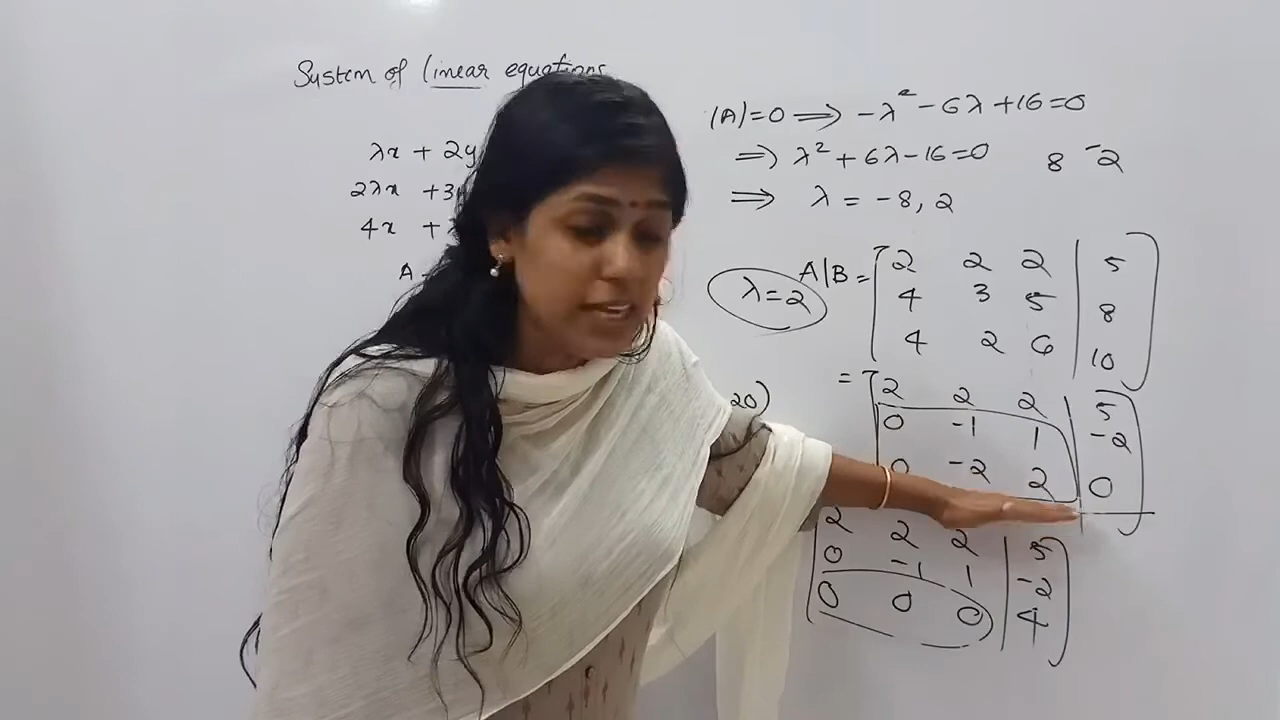 System of linear equations
λx + 2y
2λx + 3
4x +
A
|A| = 0 ⟹ -λ² - 6λ + 16 = 0
⟹ λ² + 6λ - 16 = 0 8 -2
⟹ λ = -8, 2
λ = 2
A|B = [2 2 2 | 5
4 3 5 | 8
4 2 6 | 10]
= [2 2 2 | 5
0 -1 1 | -2
0 -2 2 | 0]
20)
[2 2 2 | 5
0 -1 1 | -2
0 0 0 | 4]